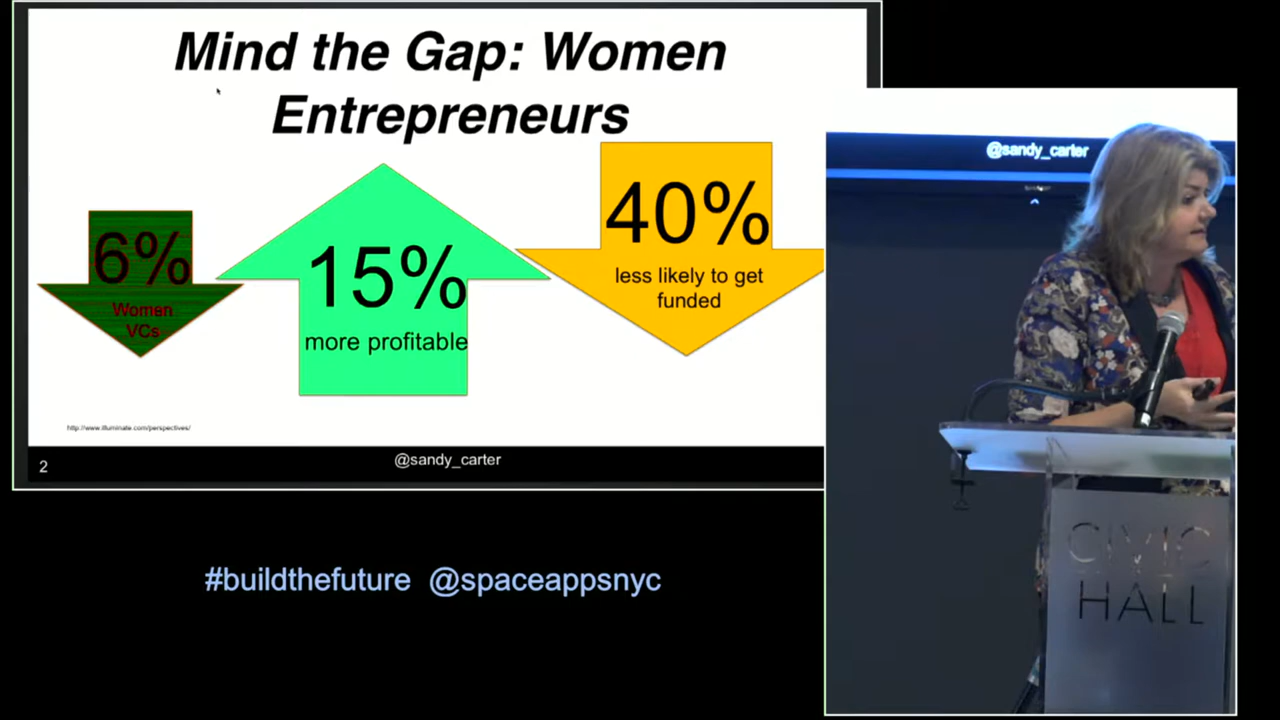 Mind the Gap: Women
Entrepreneurs
6%
Women
VCs
15%
more profitable
40%
less likely to get
funded
http://www.illuminate.com/perspectives/
2
@sandy_carter
@sandy_carter
CIVIC
HALL
#buildthefuture @spaceappsnyc